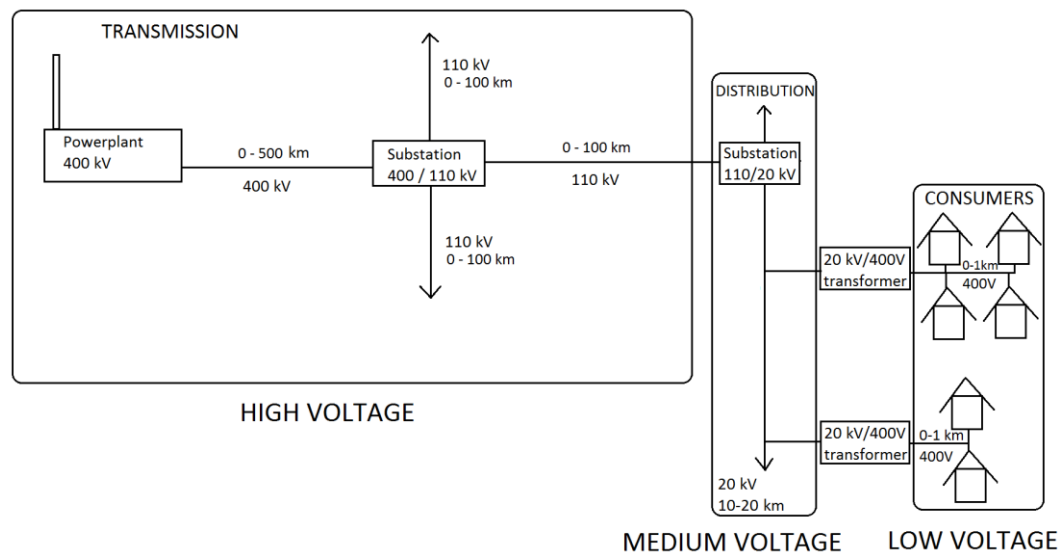 TRANSMISSION
Powerplant
400 kV
0 - 500 km
400 kV
Substation
400 / 110 kV
110 kV
0 - 100 km
110 kV
0 - 100 km
0 - 100 km
110 kV
HIGH VOLTAGE
DISTRIBUTION
Substation
110/20 kV
20 kV
10-20 km
MEDIUM VOLTAGE
20 kV/400V
transformer
20 kV/400V
transformer
CONSUMERS
0-1km
400V
0-1 km
400V
LOW VOLTAGE